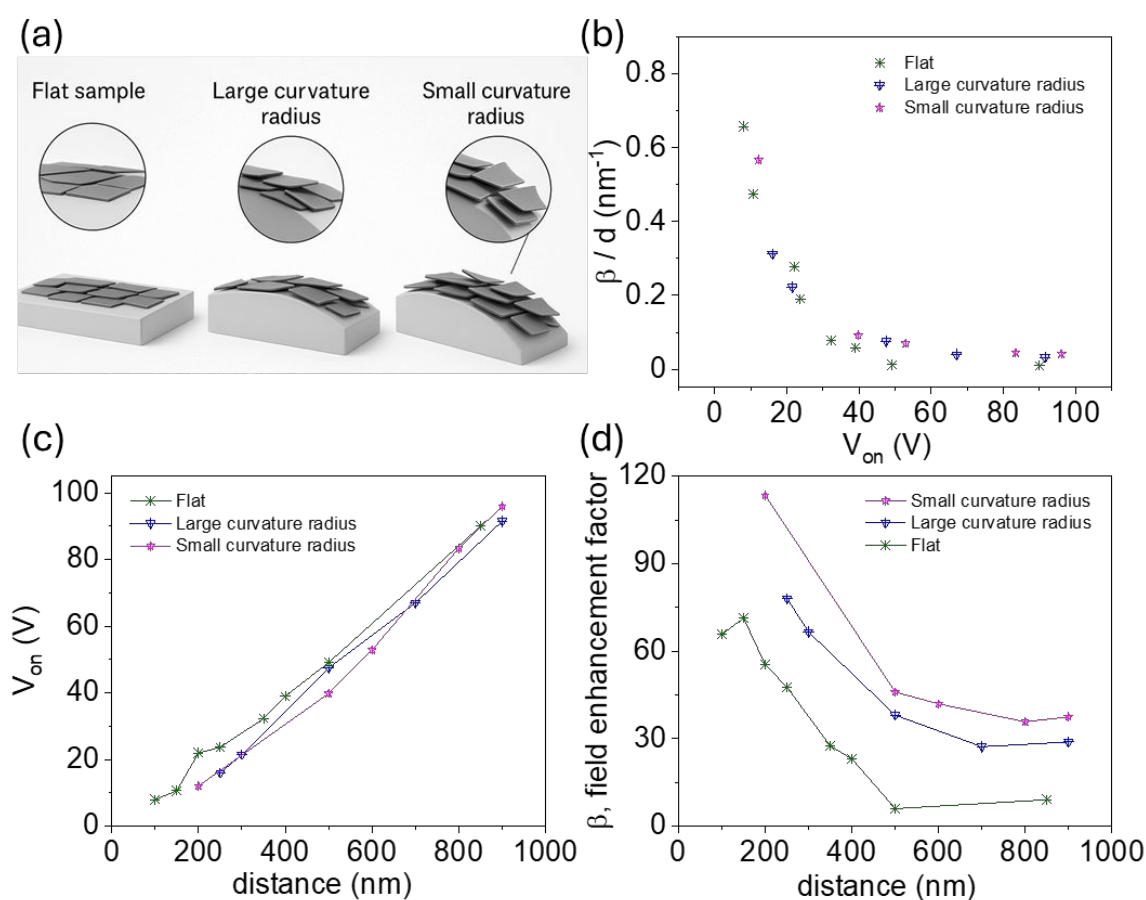 (a)
Flat sample
Large curvature
radius
Small curvature
radius
(b)
β / d (nm⁻¹)
0.8
0.6
0.4
0.2
0
Flat
Large curvature radius
Small curvature radius
0 20 40 60 80 100
Von (V)
(c)
Von (V)
100
80
60
40
20
0
Flat
Large curvature radius
Small curvature radius
0 200 400 600 800 1000
distance (nm)
(d)
β, field enhancement factor
120
90
60
30
0
Small curvature radius
Large curvature radius
Flat
0 200 400 600 800 1000
distance (nm)